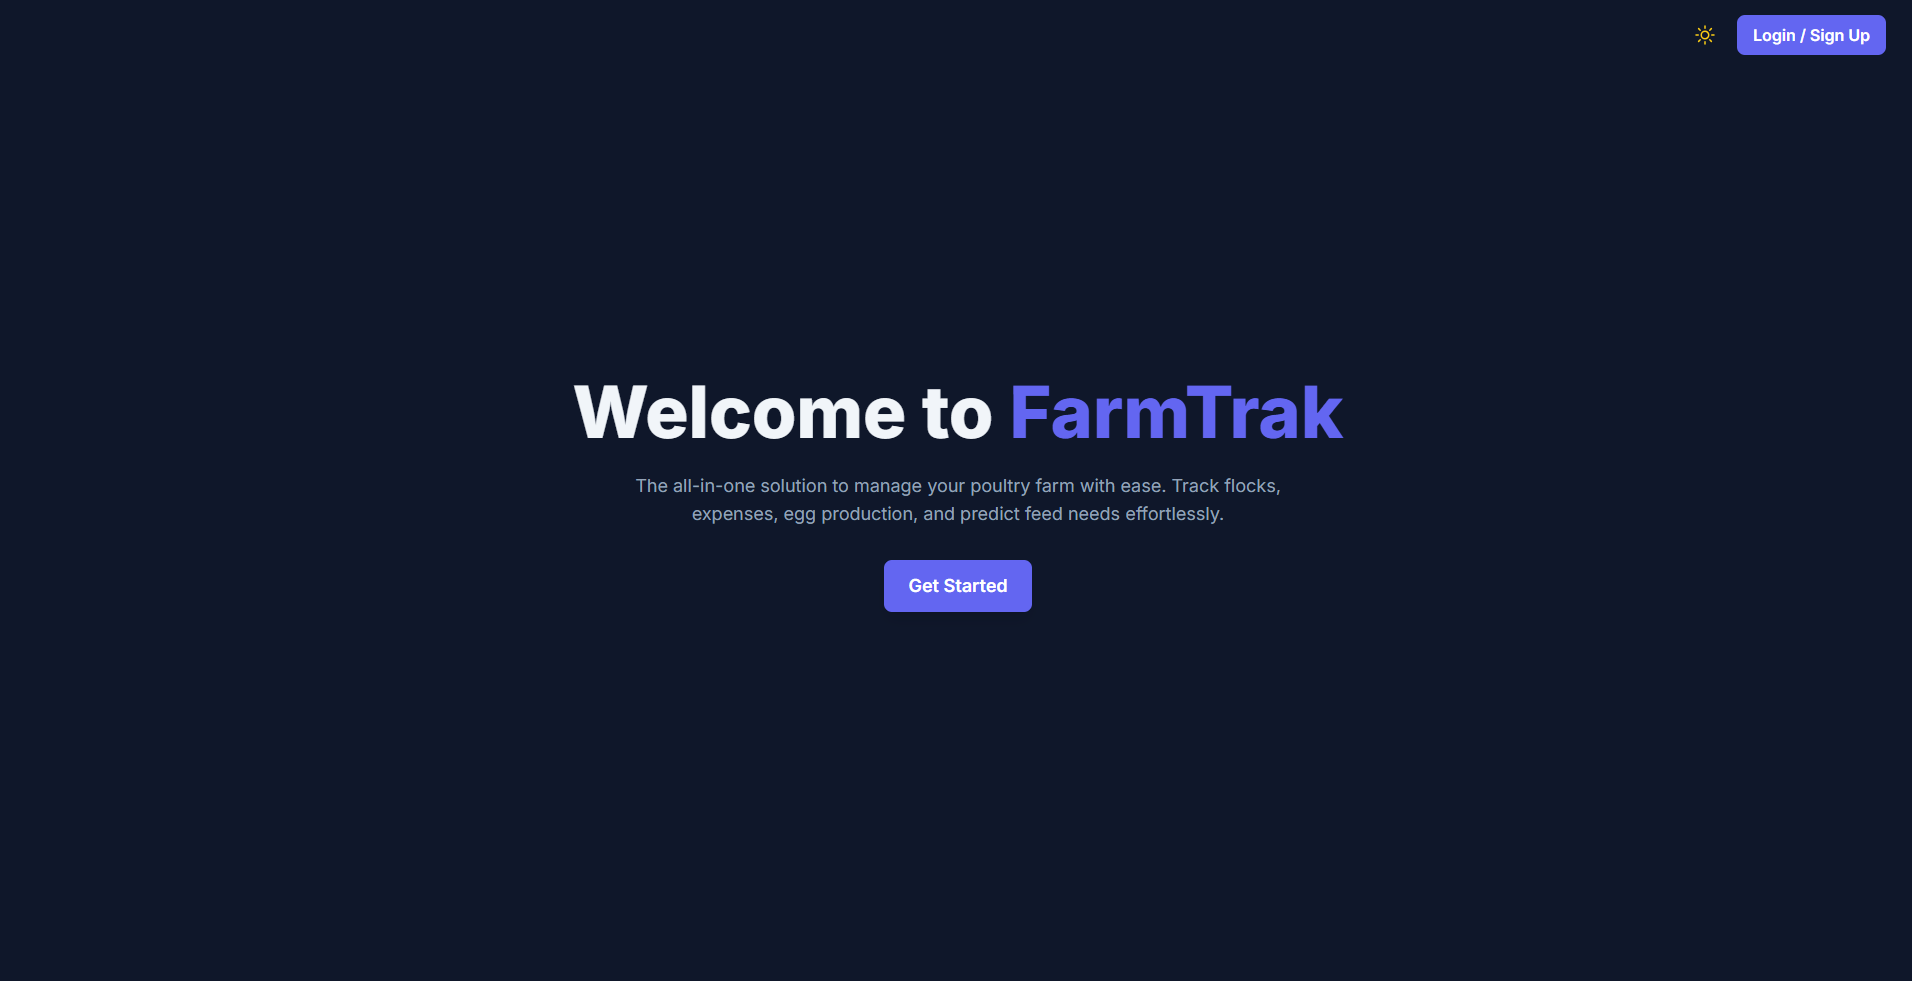 Login / Sign Up
Welcome to FarmTrak
The all-in-one solution to manage your poultry farm with ease. Track flocks,
expenses, egg production, and predict feed needs effortlessly.
Get Started